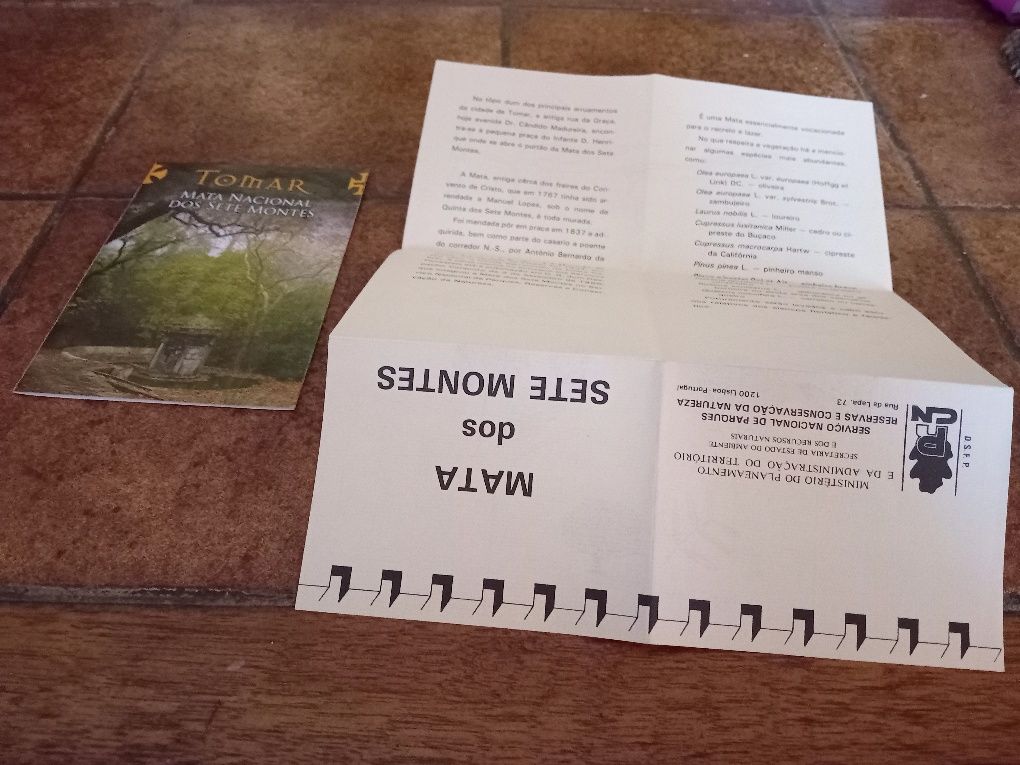 TOMAR
MATA NACIONAL
DOS SETE MONTES
No tôpo dum dos principais arruamentos
da cidade de Tomar, a antiga rua da Graça,
hoje avenida Dr. Cândido Madureira, encon-
tra-se a pequena praça do Infante D. Henri-
que onde se abre o portão da Mata dos Sete
Montes.
A Mata, antiga cêrca dos freires do Con-
vento de Cristo, que em 1767 tinha sido ar-
rendada a Manuel Lopes, sob o nome de
Quinta dos Sete Montes, é toda murada.
Foi mandada pôr em praça em 1837 e ad-
quirida, bem como parte do casario a poente
do corredor N.-S., por António Bernardo da
É uma Mata essencialmente vocacionada
para o recreio e lazer.
No que respeita a vegetação há a mencio-
nar algumas espécies mais abundantes,
como:
Olea europaea L. var. europaea (Hoffgg et
Link) DC. — oliveira
Olea europaea L. var. sylvestris Brot. —
zambujeiro
Laurus nobilis L. — loureiro
Cupressus lusitanica Miller — cedro ou ci-
preste do Buçaco
Cupressus macrocarpa Hartw — cipreste
da Califórnia
Pinus pinea L. — pinheiro manso
MATA
dos
SETE MONTES
D.S.F.P.
MINISTÉRIO DO PLANEAMENTO
E DA ADMINISTRAÇÃO DO TERRITÓRIO
SECRETARIA DE ESTADO DO AMBIENTE
E DOS RECURSOS NATURAIS
SERVIÇO NACIONAL DE PARQUES
RESERVAS E CONSERVAÇÃO DA NATUREZA
Rua da Lapa, 73
1200 Lisboa - Portugal